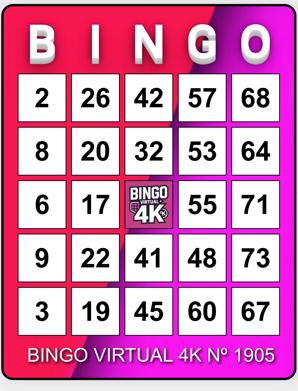 B I N G O
2 26 42 57 68
8 20 32 53 64
6 17 BINGO VIRTUAL 4K 55 71
9 22 41 48 73
3 19 45 60 67
BINGO VIRTUAL 4K Nº 1905